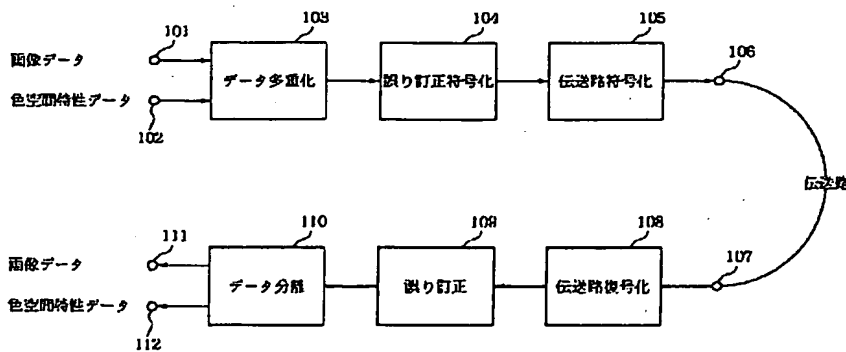 101
103
104
105
画像データ
データ多重化
誤り訂正符号化
伝送路符号化
106
色空間特性データ
102
伝送路
111
110
109
108
107
画像データ
データ分離
誤り訂正
伝送路復号化
色空間特性データ
112